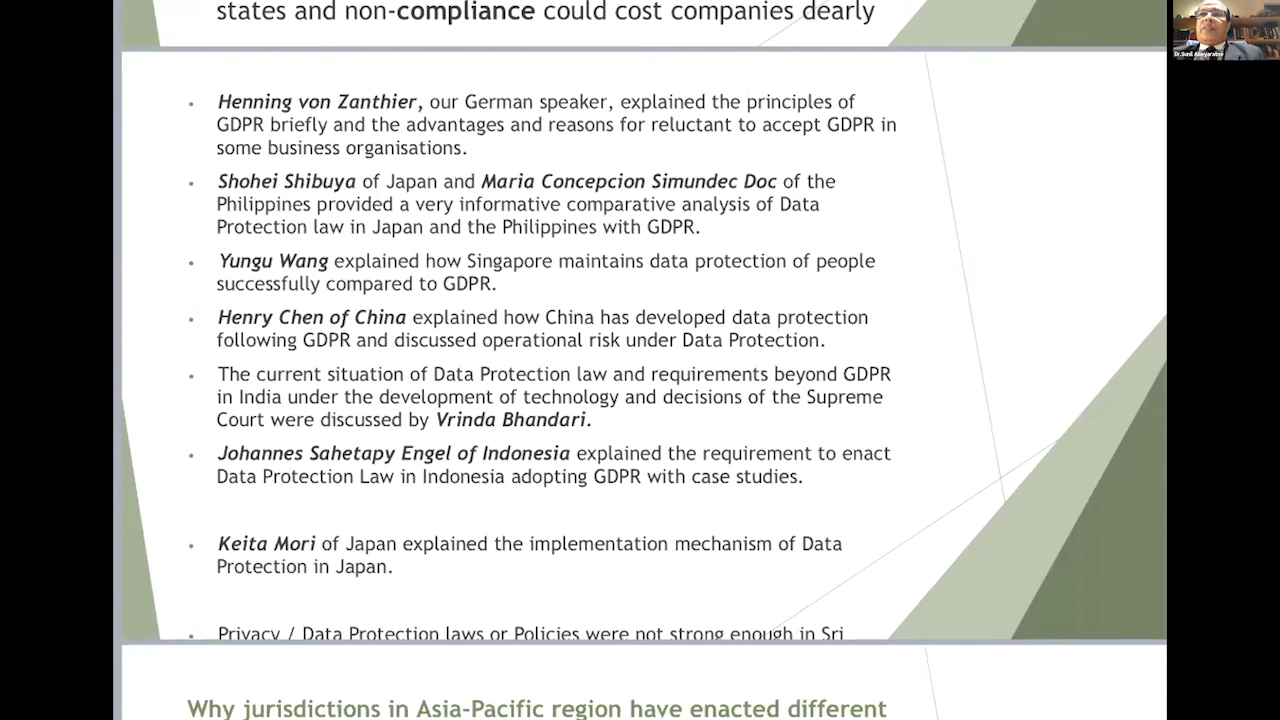 states and non-compliance could cost companies dearly
Dr.Sunil Abeyaratne
• Henning von Zanthier, our German speaker, explained the principles of
GDPR briefly and the advantages and reasons for reluctant to accept GDPR in
some business organisations.
• Shohei Shibuya of Japan and Maria Concepcion Simundec Doc of the
Philippines provided a very informative comparative analysis of Data
Protection law in Japan and the Philippines with GDPR.
• Yungu Wang explained how Singapore maintains data protection of people
successfully compared to GDPR.
• Henry Chen of China explained how China has developed data protection
following GDPR and discussed operational risk under Data Protection.
• The current situation of Data Protection law and requirements beyond GDPR
in India under the development of technology and decisions of the Supreme
Court were discussed by Vrinda Bhandari.
• Johannes Sahetapy Engel of Indonesia explained the requirement to enact
Data Protection Law in Indonesia adopting GDPR with case studies.
• Keita Mori of Japan explained the implementation mechanism of Data
Protection in Japan.
• Privacy / Data Protection laws or Policies were not strong enough in Sri
Why jurisdictions in Asia-Pacific region have enacted different